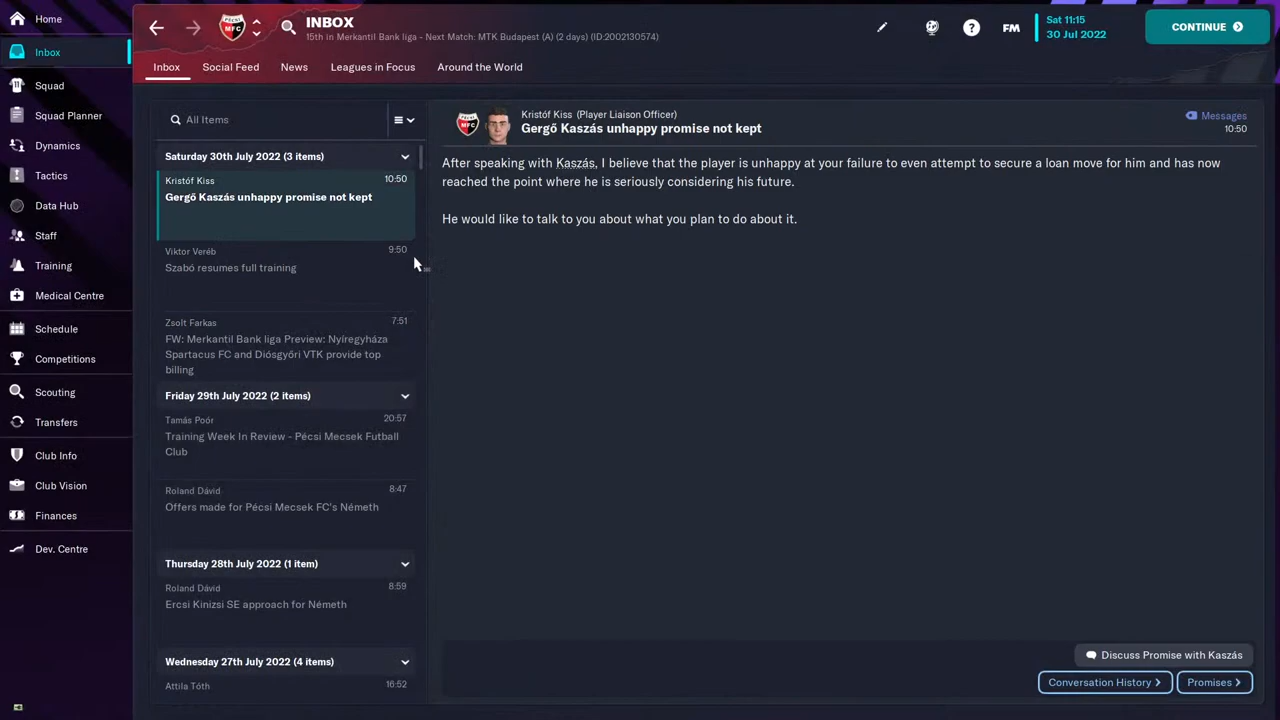 Home
Inbox
Squad
Squad Planner
Dynamics
Tactics
Data Hub
Staff
Training
Medical Centre
Schedule
Competitions
Scouting
Transfers
Club Info
Club Vision
Finances
Dev. Centre
PÉCSI
MFC
INBOX
15th in Merkantil Bank liga - Next Match: MTK Budapest (A) (2 days) (ID:2002130574)
FM
Sat 11:15
30 Jul 2022
CONTINUE
Inbox
Social Feed
News
Leagues in Focus
Around the World
All Items
Saturday 30th July 2022 (3 items)
Kristóf Kiss
10:50
Gergő Kaszás unhappy promise not kept
Viktor Veréb
9:50
Szabó resumes full training
Zsolt Farkas
7:51
FW: Merkantil Bank liga Preview: Nyíregyháza
Spartacus FC and Diósgyőri VTK provide top
billing
Friday 29th July 2022 (2 items)
Tamás Poór
20:57
Training Week In Review - Pécsi Mecsek Futball
Club
Roland Dávid
8:47
Offers made for Pécsi Mecsek FC's Németh
Thursday 28th July 2022 (1 item)
Roland Dávid
8:59
Ercsi Kinizsi SE approach for Németh
Wednesday 27th July 2022 (4 items)
Attila Tóth
16:52
Kristóf Kiss (Player Liaison Officer)
Gergő Kaszás unhappy promise not kept
Messages
10:50
After speaking with Kaszás, I believe that the player is unhappy at your failure to even attempt to secure a loan move for him and has now
reached the point where he is seriously considering his future.
He would like to talk to you about what you plan to do about it.
Discuss Promise with Kaszás
Conversation History
Promises